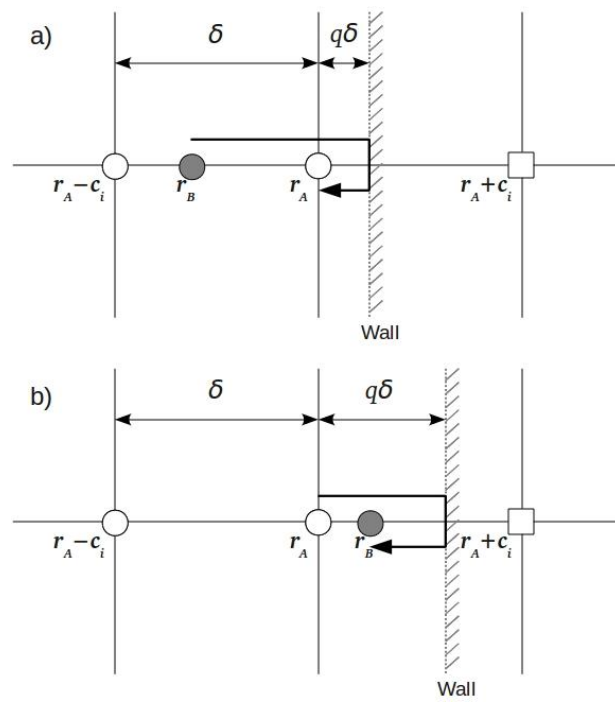 a)
δ
qδ
r_A−c_i
r_B
r_A
r_A+c_i
Wall
b)
δ
qδ
r_A−c_i
r_A
r_B
r_A+c_i
Wall